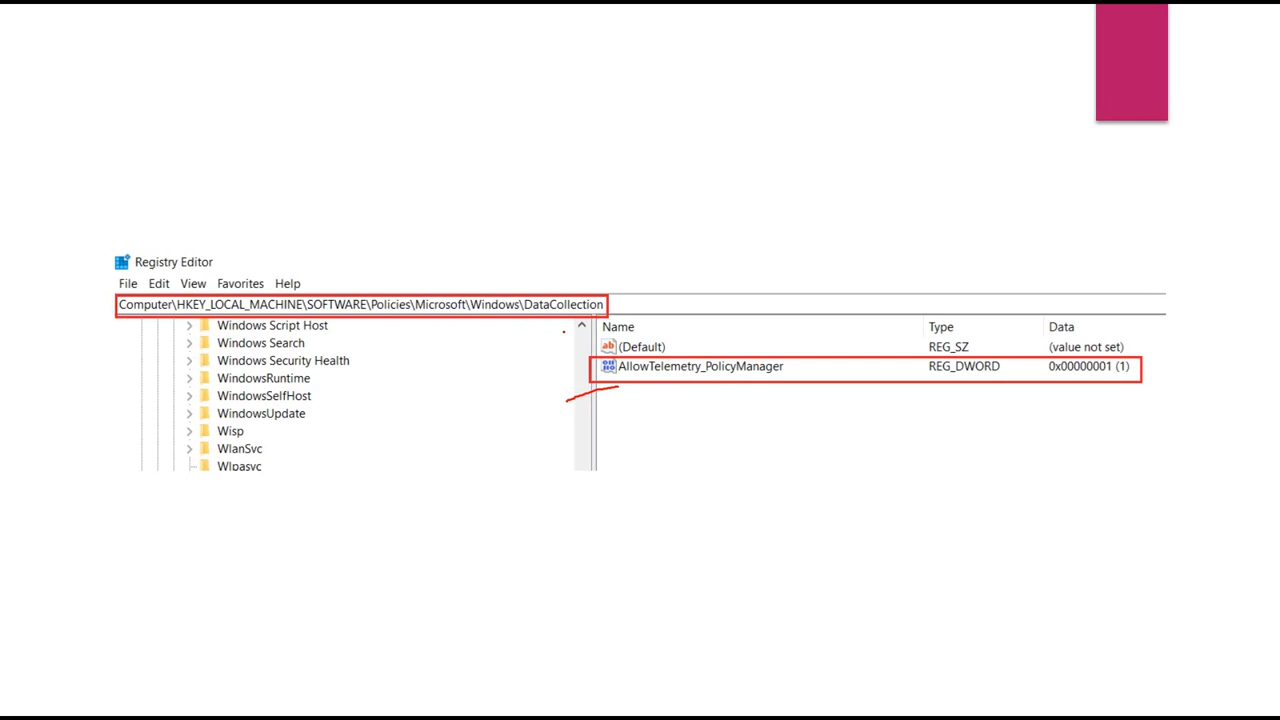 Registry Editor
File Edit View Favorites Help
Computer\HKEY_LOCAL_MACHINE\SOFTWARE\Policies\Microsoft\Windows\DataCollection
Windows Script Host
Windows Search
Windows Security Health
WindowsRuntime
WindowsSelfHost
WindowsUpdate
Wisp
WlanSvc
Wlpasvc
Name Type Data
(Default) REG_SZ (value not set)
AllowTelemetry_PolicyManager REG_DWORD 0x00000001 (1)